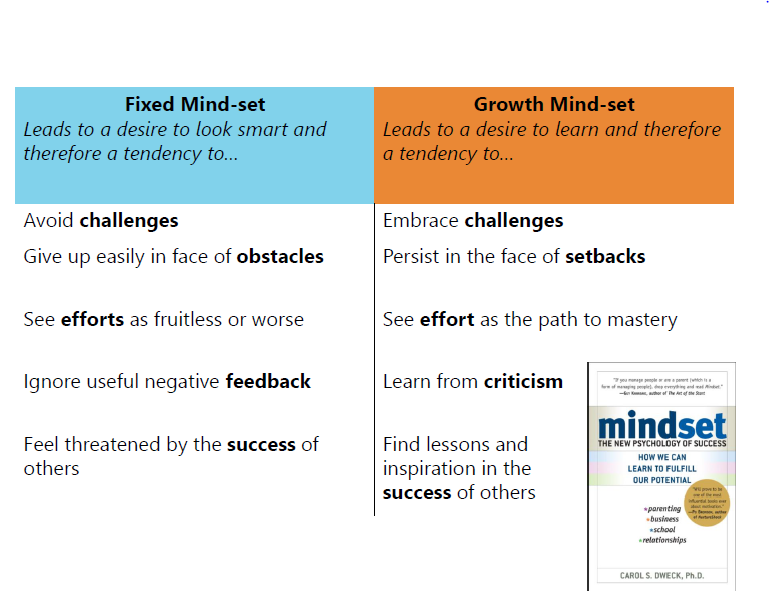 Fixed Mind-set
Leads to a desire to look smart and
therefore a tendency to...
Growth Mind-set
Leads to a desire to learn and therefore
a tendency to...
Avoid challenges
Embrace challenges
Give up easily in face of obstacles
Persist in the face of setbacks
See efforts as fruitless or worse
See effort as the path to mastery
Ignore useful negative feedback
Learn from criticism
Feel threatened by the success of
others
Find lessons and
inspiration in the
success of others
"If you manage people or are a parent (which is a
form of managing people), drop everything and read Mindset."
—Guy Kawasaki, author of The Art of the Start
mindset
THE NEW PSYCHOLOGY OF SUCCESS
HOW WE CAN
LEARN TO FULFILL
OUR POTENTIAL
"Will prove to be
one of the most
influential books ever
about motivation."
—Po Bronson, author
of NurtureShock
*parenting
*business
*school
*relationships
CAROL S. DWECK, Ph.D.